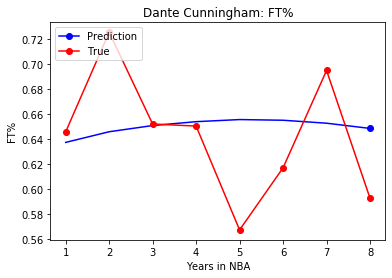 Dante Cunningham: FT%
Prediction
True
FT%
0.72
0.70
0.68
0.66
0.64
0.62
0.60
0.58
0.56
1 2 3 4 5 6 7 8
Years in NBA